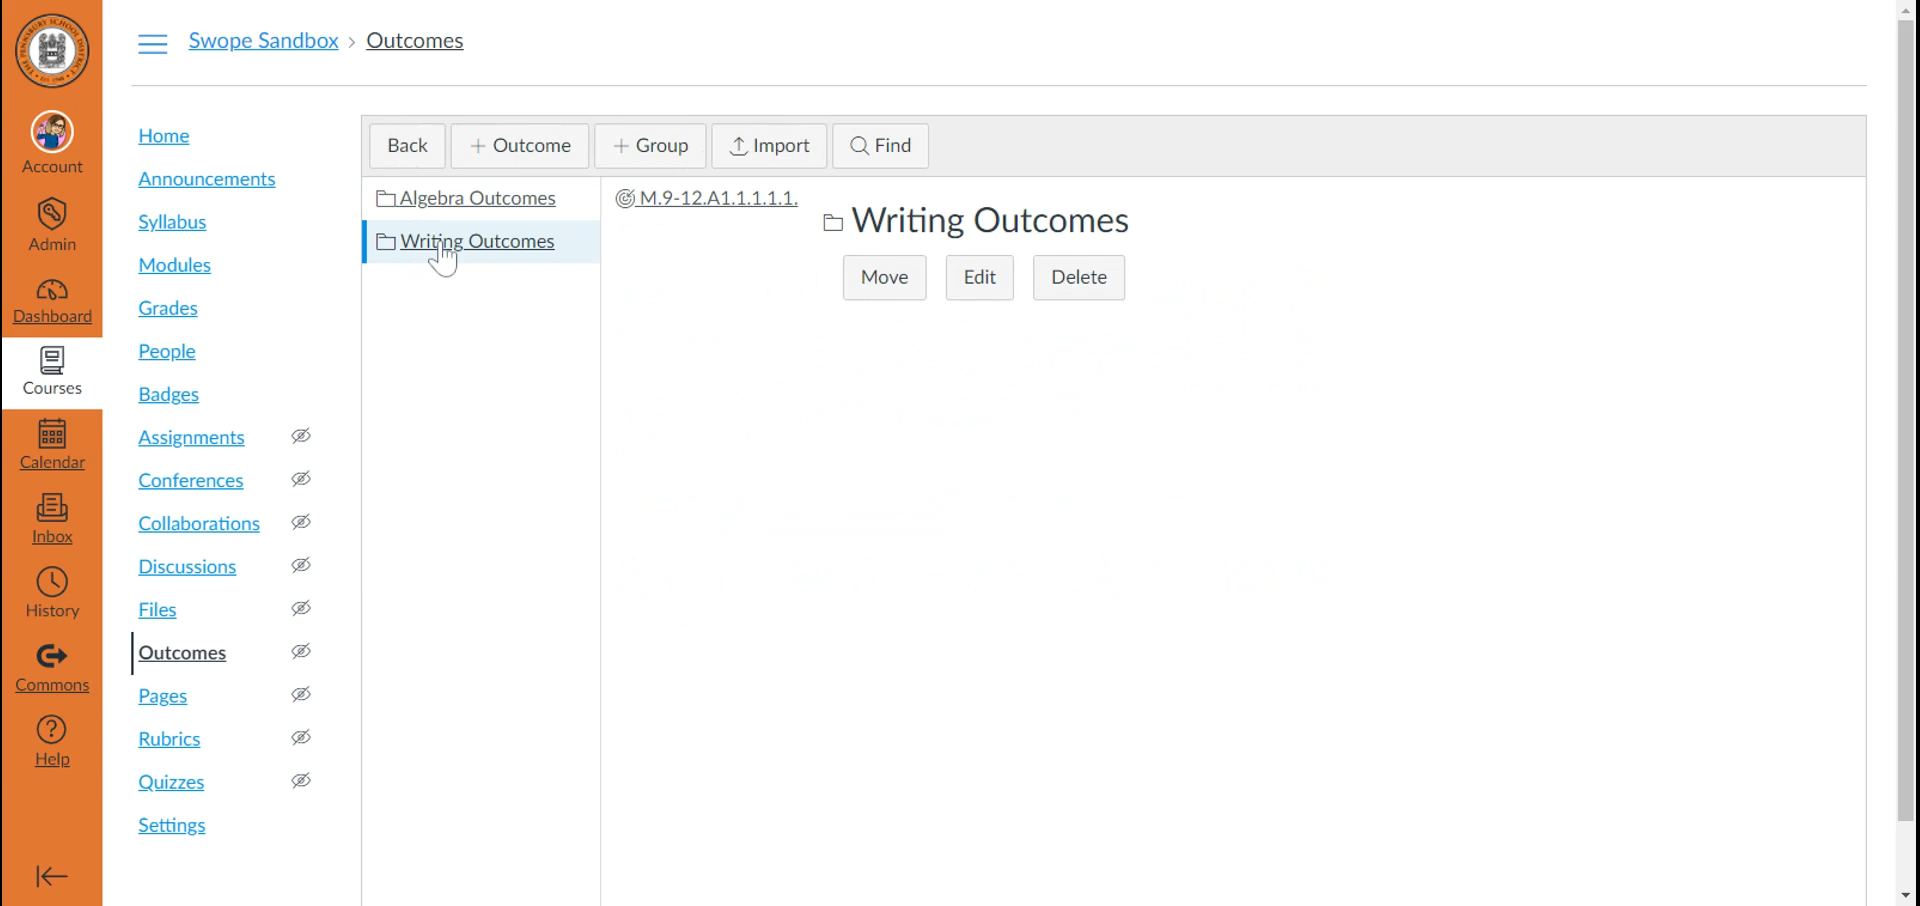 Swope Sandbox > Outcomes
Account
Admin
Dashboard
Courses
Calendar
Inbox
History
Commons
Help
Home
Announcements
Syllabus
Modules
Grades
People
Badges
Assignments
Conferences
Collaborations
Discussions
Files
Outcomes
Pages
Rubrics
Quizzes
Settings
Back
+ Outcome
+ Group
Import
Find
Algebra Outcomes
Writing Outcomes
M.9-12.A1.1.1.1.1.
Writing Outcomes
Move
Edit
Delete